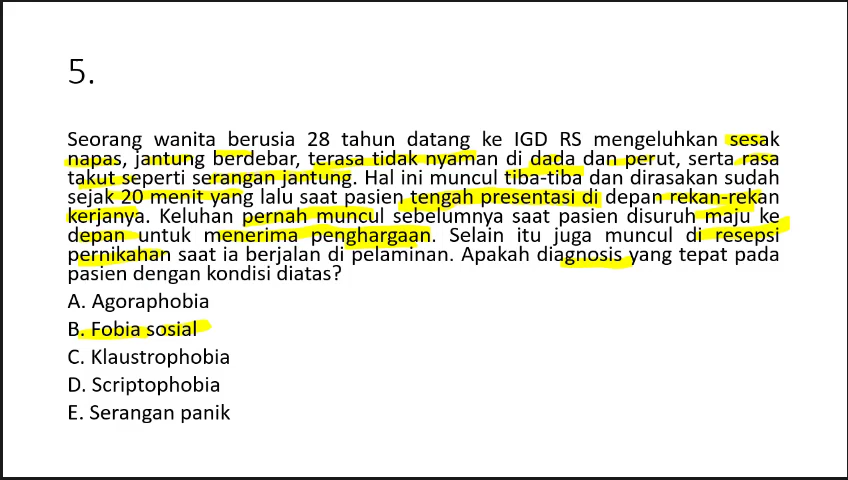 5.
Seorang wanita berusia 28 tahun datang ke IGD RS mengeluhkan sesak
napas, jantung berdebar, terasa tidak nyaman di dada dan perut, serta rasa
takut seperti serangan jantung. Hal ini muncul tiba-tiba dan dirasakan sudah
sejak 20 menit yang lalu saat pasien tengah presentasi di depan rekan-rekan
kerjanya. Keluhan pernah muncul sebelumnya saat pasien disuruh maju ke
depan untuk menerima penghargaan. Selain itu juga muncul di resepsi
pernikahan saat ia berjalan di pelaminan. Apakah diagnosis yang tepat pada
pasien dengan kondisi diatas?
A. Agoraphobia
B. Fobia sosial
C. Klaustrophobia
D. Scriptophobia
E. Serangan panik